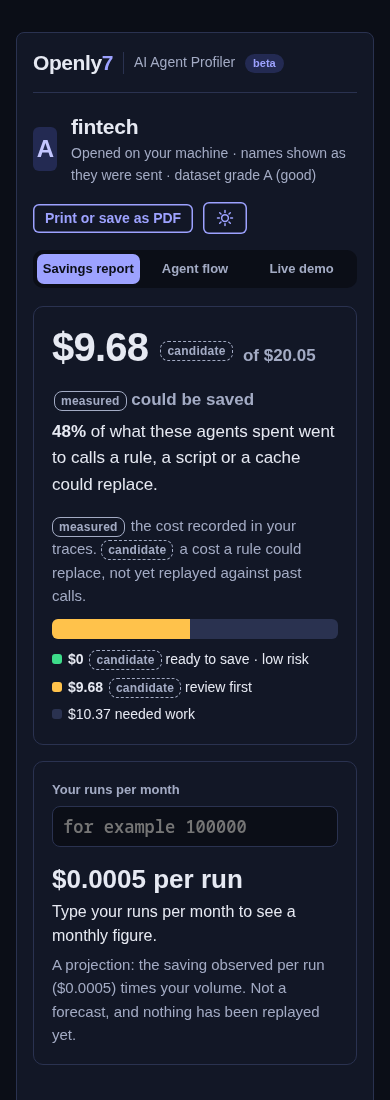 Openly7 AI Agent Profiler beta
A
fintech
Opened on your machine · names shown as
they were sent · dataset grade A (good)
Print or save as PDF
Savings report Agent flow Live demo
$9.68 candidate of $20.05
measured could be saved
48% of what these agents spent went
to calls a rule, a script or a cache
could replace.
measured the cost recorded in your
traces. candidate a cost a rule could
replace, not yet replayed against past
calls.
$0 candidate ready to save · low risk
$9.68 candidate review first
$10.37 needed work
Your runs per month
for example 100000
$0.0005 per run
Type your runs per month to see a
monthly figure.
A projection: the saving observed per run
($0.0005) times your volume. Not a
forecast, and nothing has been replayed
yet.